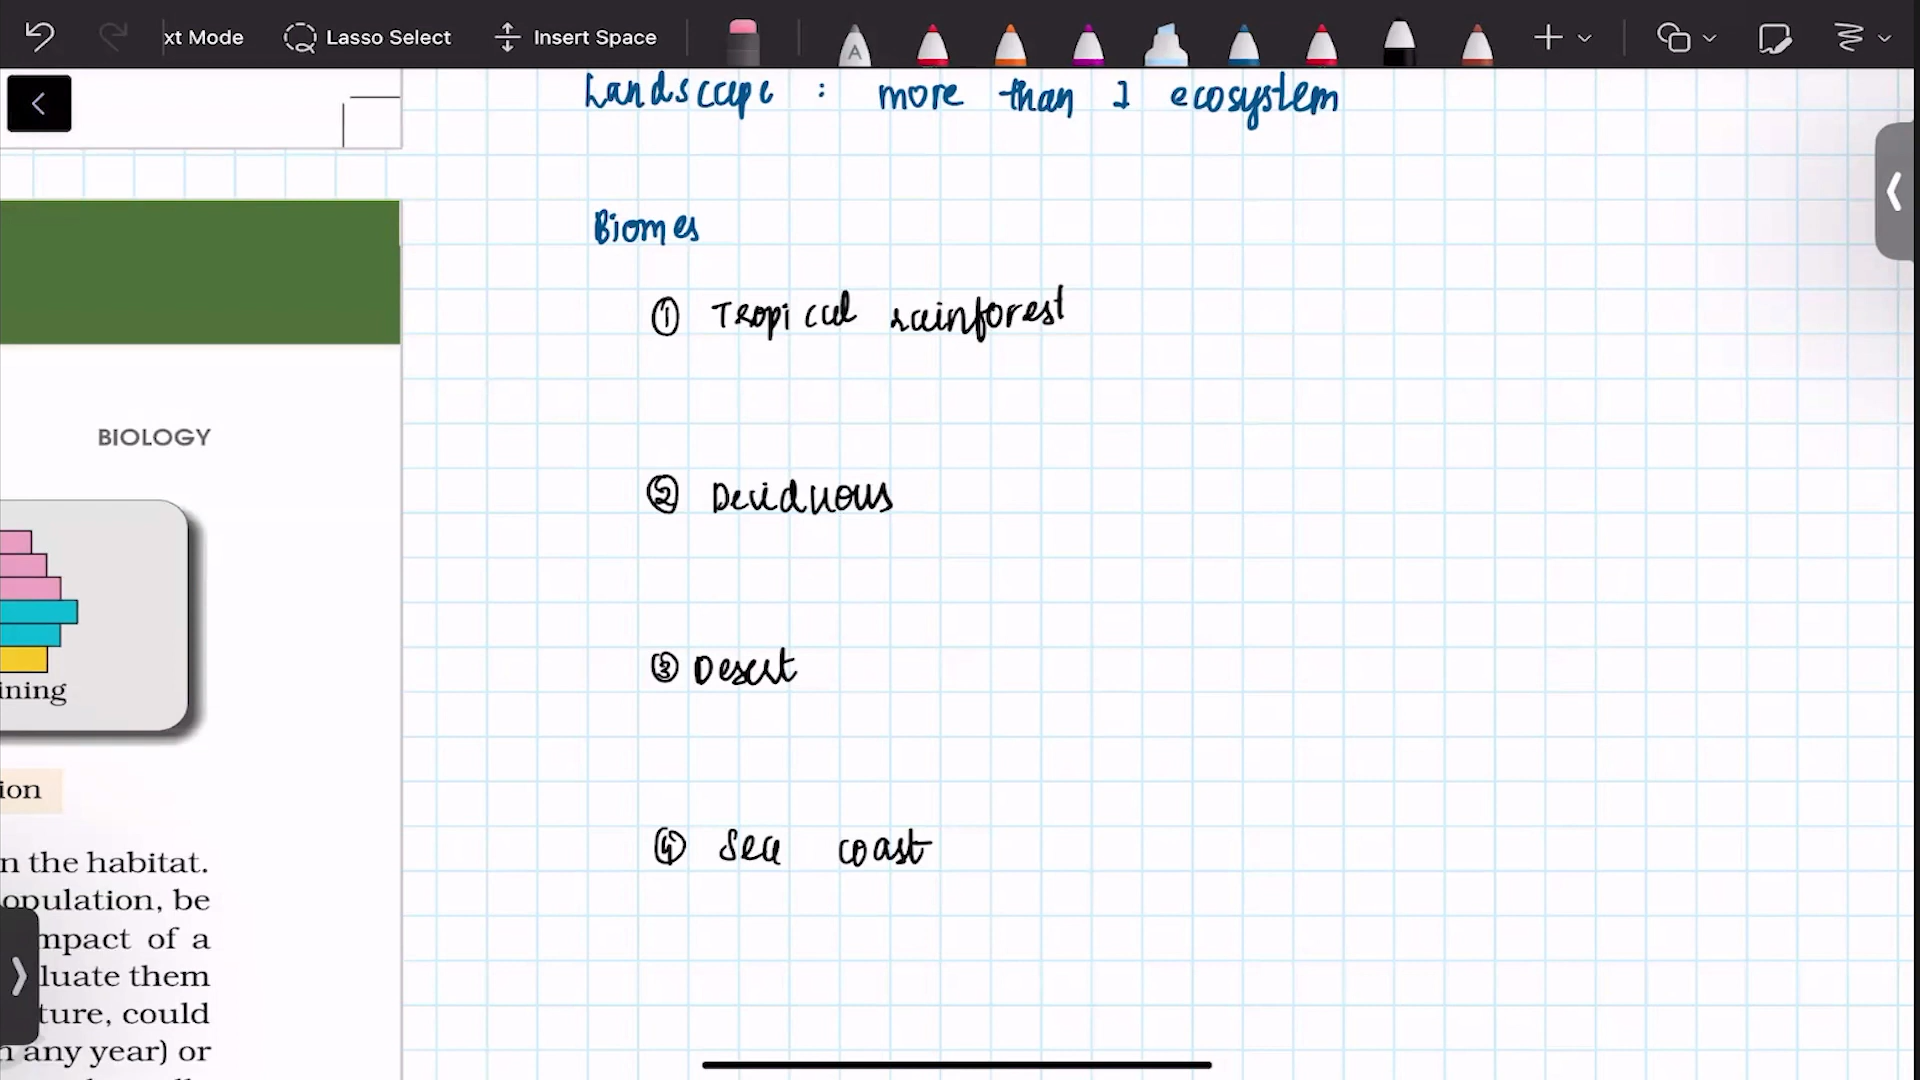 xt Mode Lasso Select Insert Space
A
Landscape : more than 1 ecosystem
Biomes
① Tropical rainforest
BIOLOGY
② Deciduous
③ Desert
ining
ion
④ Sea coast
n the habitat.
opulation, be
mpact of a
luate them
ture, could
n any year) or